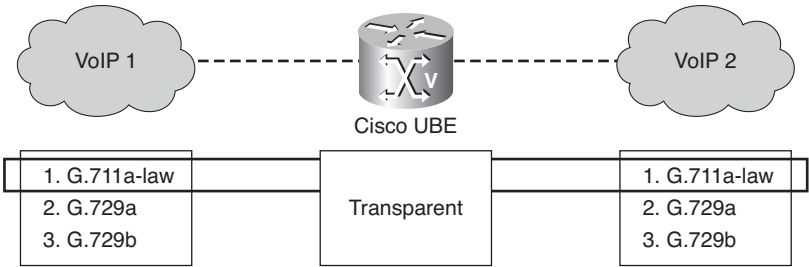 VoIP 1
V
VoIP 2
Cisco UBE
1. G.711a-law
2. G.729a
3. G.729b
Transparent
1. G.711a-law
2. G.729a
3. G.729b